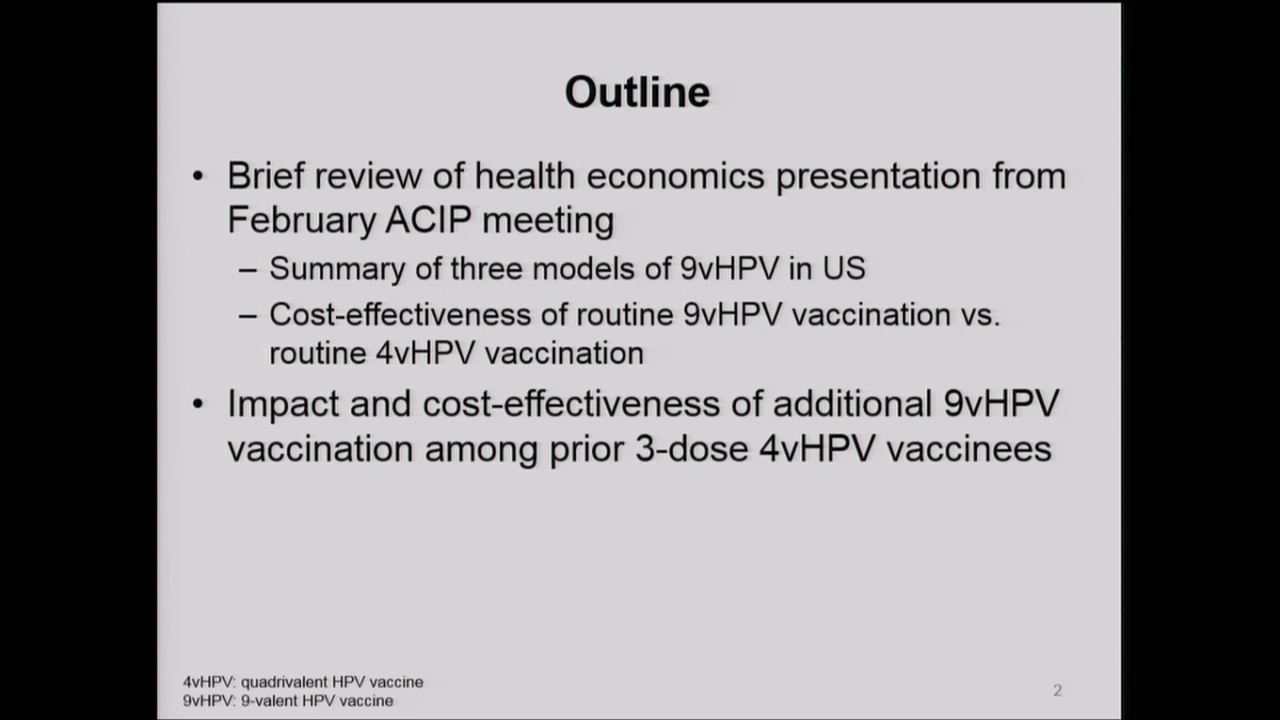 Outline
• Brief review of health economics presentation from
February ACIP meeting
– Summary of three models of 9vHPV in US
– Cost-effectiveness of routine 9vHPV vaccination vs.
routine 4vHPV vaccination
• Impact and cost-effectiveness of additional 9vHPV
vaccination among prior 3-dose 4vHPV vaccinees
4vHPV: quadrivalent HPV vaccine
9vHPV: 9-valent HPV vaccine
2